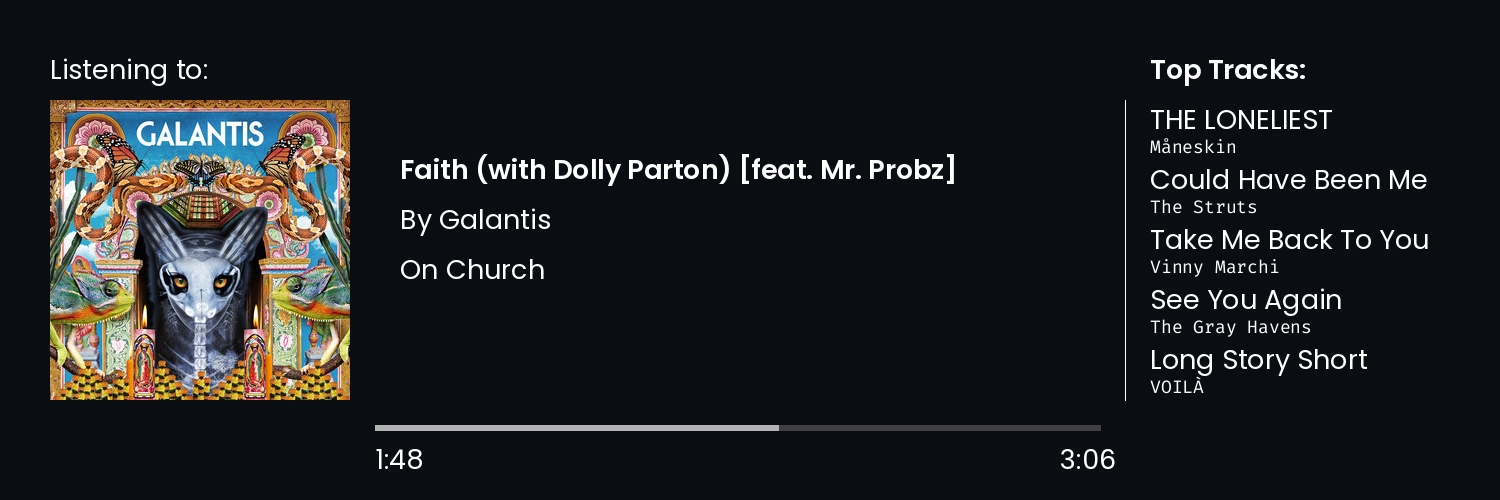 Listening to:
GALANTIS
Faith (with Dolly Parton) [feat. Mr. Probz]
By Galantis
On Church
1:48
3:06
Top Tracks:
THE LONELIEST
Måneskin
Could Have Been Me
The Struts
Take Me Back To You
Vinny Marchi
See You Again
The Gray Havens
Long Story Short
VOILÀ